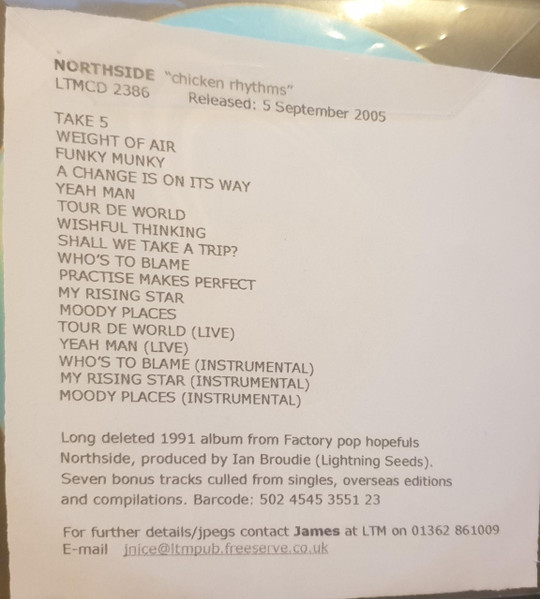 NORTHSIDE "chicken rhythms"
LTMCD 2386 Released: 5 September 2005
TAKE 5
WEIGHT OF AIR
FUNKY MUNKY
A CHANGE IS ON ITS WAY
YEAH MAN
TOUR DE WORLD
WISHFUL THINKING
SHALL WE TAKE A TRIP?
WHO'S TO BLAME
PRACTISE MAKES PERFECT
MY RISING STAR
MOODY PLACES
TOUR DE WORLD (LIVE)
YEAH MAN (LIVE)
WHO'S TO BLAME (INSTRUMENTAL)
MY RISING STAR (INSTRUMENTAL)
MOODY PLACES (INSTRUMENTAL)
Long deleted 1991 album from Factory pop hopefuls
Northside, produced by Ian Broudie (Lightning Seeds).
Seven bonus tracks culled from singles, overseas editions
and compilations. Barcode: 502 4545 3551 23
For further details/jpegs contact James at LTM on 01362 861009
E-mail jnice@ltmpub.freeserve.co.uk